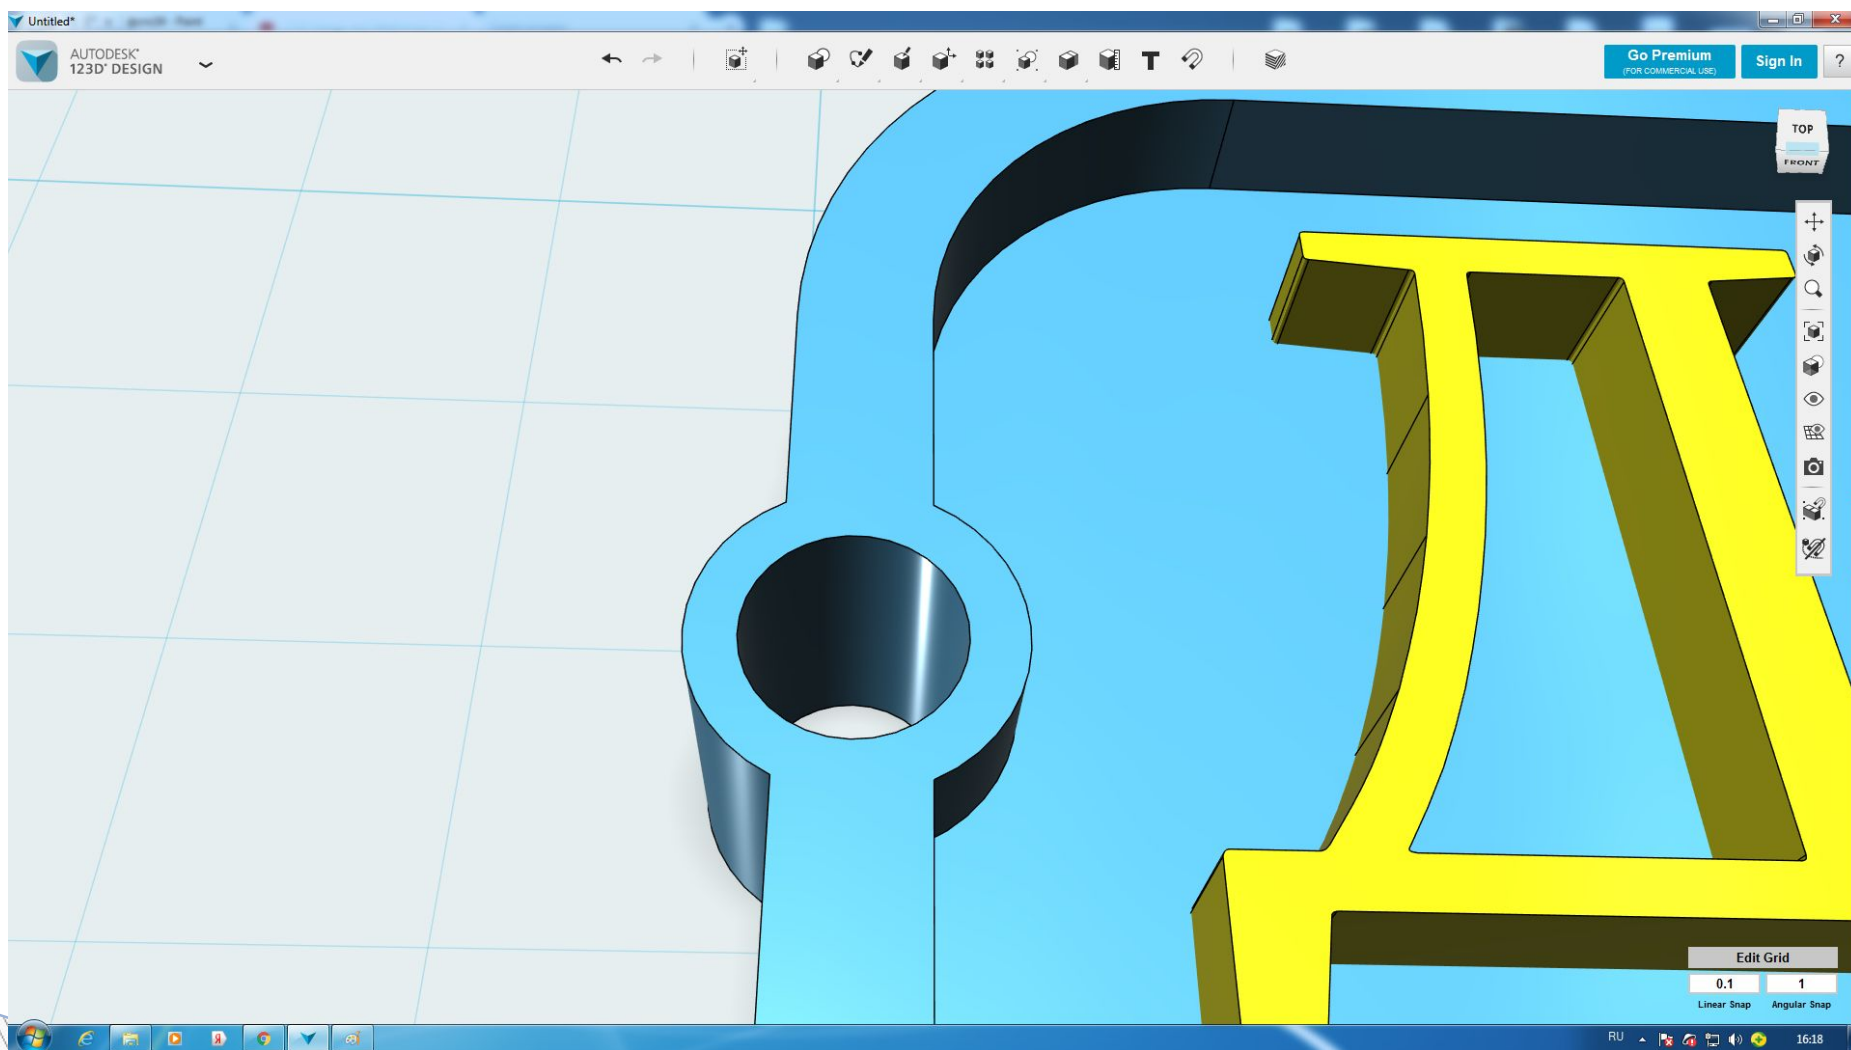 Untitled*
AUTODESK®
123D® DESIGN
T
Go Premium
(FOR COMMERCIAL USE)
Sign In
?
TOP
FRONT
Д
Edit Grid
0.1
1
Linear Snap
Angular Snap
RU
16:18